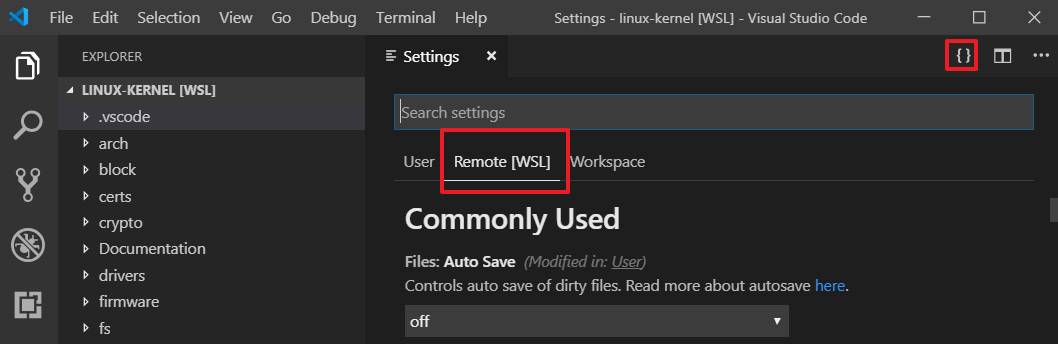 File Edit Selection View Go Debug Terminal Help Settings - linux-kernel [WSL] - Visual Studio Code
EXPLORER
LINUX-KERNEL [WSL]
.vscode
arch
block
certs
crypto
Documentation
drivers
firmware
fs
Settings
{ }
Search settings
User Remote [WSL] Workspace
Commonly Used
Files: Auto Save (Modified in: User)
Controls auto save of dirty files. Read more about autosave here.
off